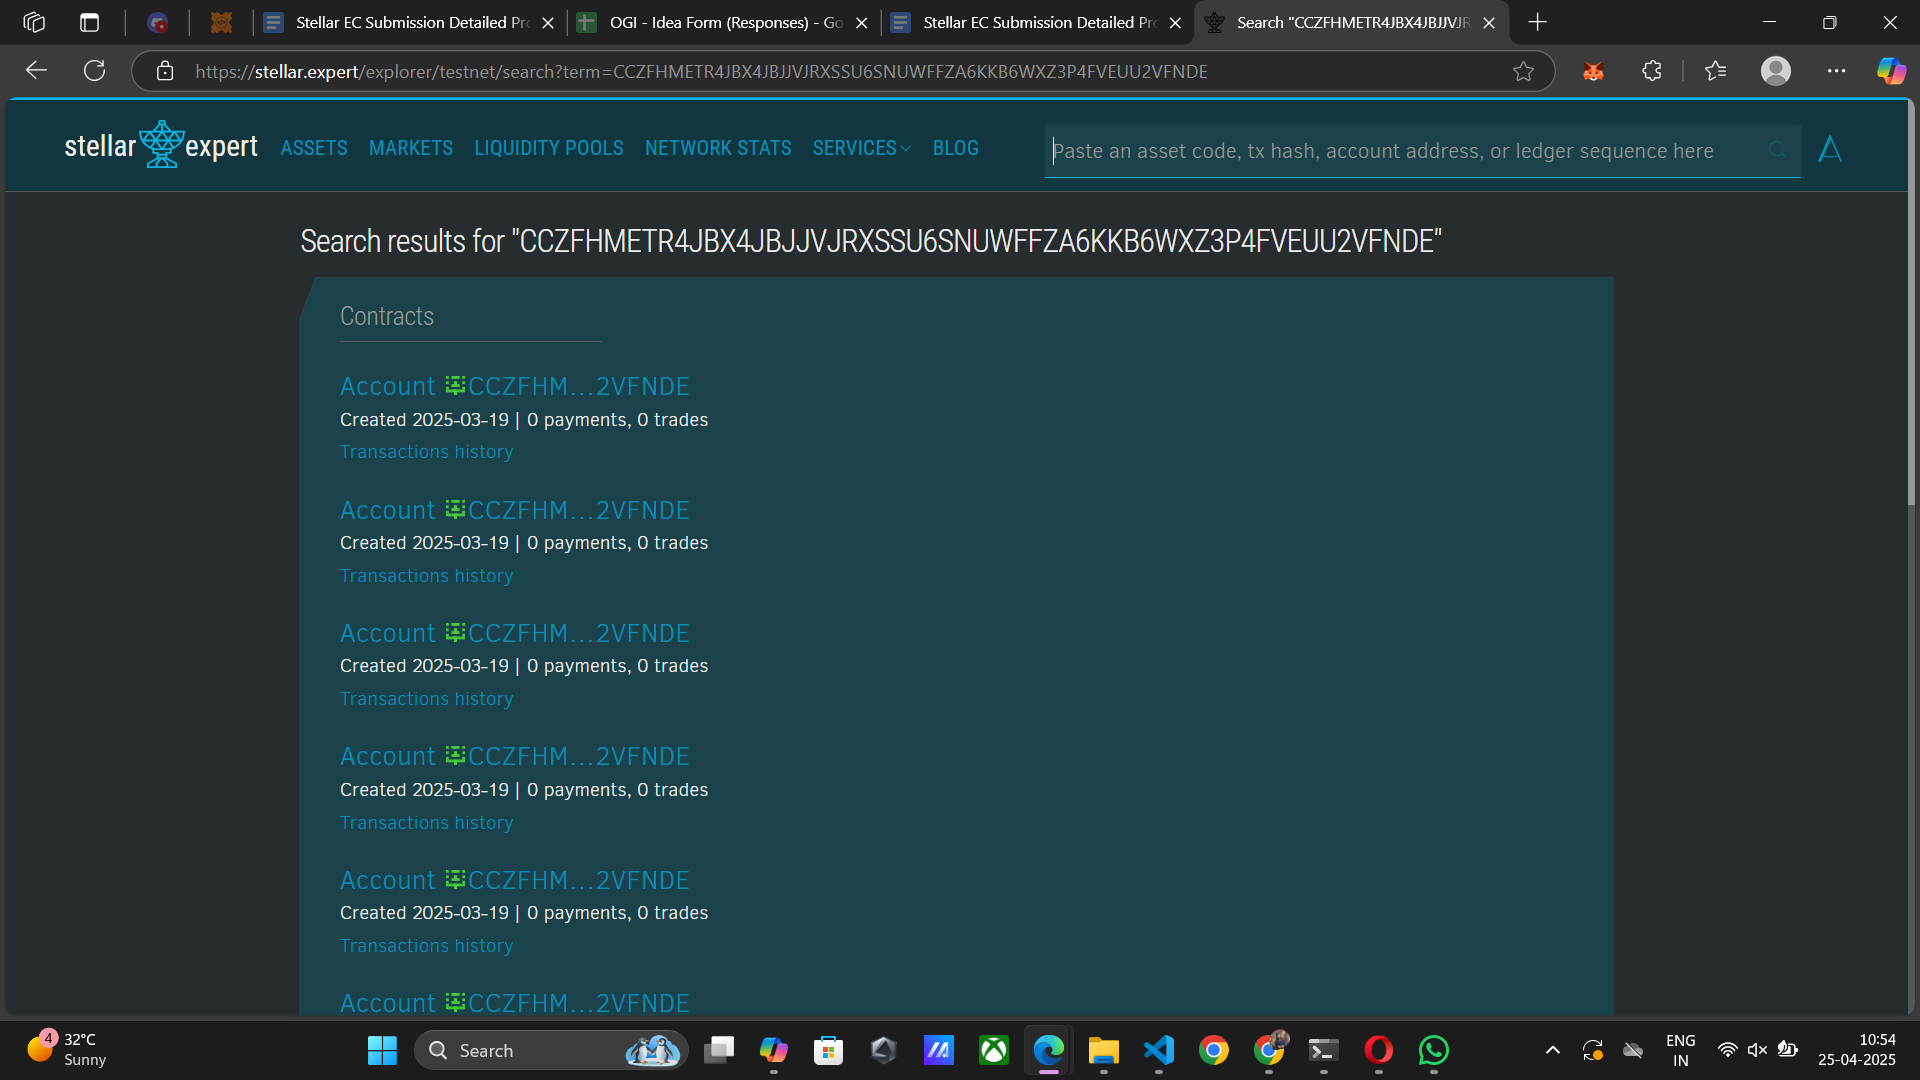 Stellar EC Submission Detailed Pr
OGI - Idea Form (Responses) - Go
Stellar EC Submission Detailed Pr
Search "CCZFHMETR4JBX4JBJJVJR
https://stellar.expert/explorer/testnet/search?term=CCZFHMETR4JBX4JBJJVJRXSSU6SNUWFFZA6KKB6WXZ3P4FVEUU2VFNDE
stellar expert
ASSETS
MARKETS
LIQUIDITY POOLS
NETWORK STATS
SERVICES
BLOG
Paste an asset code, tx hash, account address, or ledger sequence here
Search results for "CCZFHMETR4JBX4JBJJVJRXSSU6SNUWFFZA6KKB6WXZ3P4FVEUU2VFNDE"
Contracts
Account CCZFHM...2VFNDE
Created 2025-03-19 | 0 payments, 0 trades
Transactions history
Account CCZFHM...2VFNDE
Created 2025-03-19 | 0 payments, 0 trades
Transactions history
Account CCZFHM...2VFNDE
Created 2025-03-19 | 0 payments, 0 trades
Transactions history
Account CCZFHM...2VFNDE
Created 2025-03-19 | 0 payments, 0 trades
Transactions history
Account CCZFHM...2VFNDE
Created 2025-03-19 | 0 payments, 0 trades
Transactions history
Account CCZFHM...2VFNDE
4
32°C
Sunny
Search
ENG
IN
10:54
25-04-2025